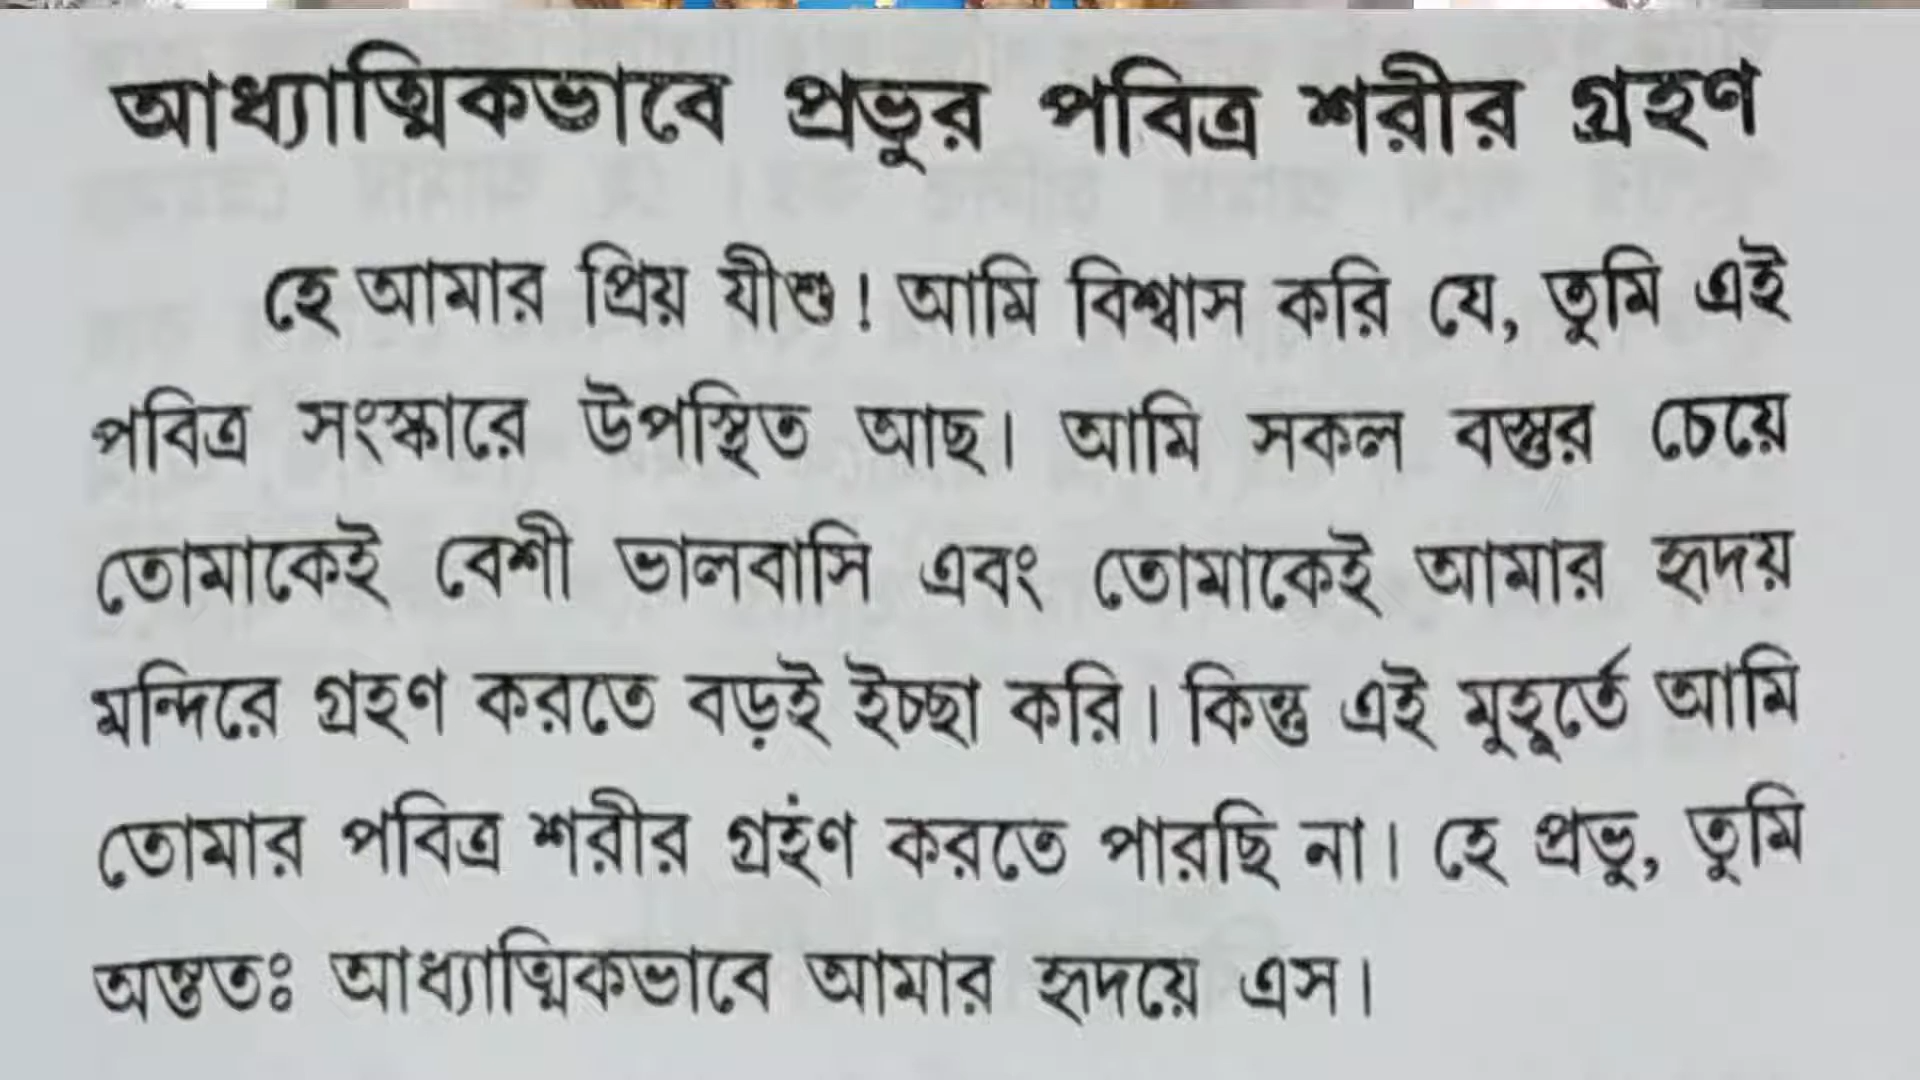 আধ্যাত্মিকভাবে প্রভুর পবিত্র শরীর গ্রহণ
হে আমার প্রিয় যীশু! আমি বিশ্বাস করি যে, তুমি এই
পবিত্র সংস্কারে উপস্থিত আছ। আমি সকল বস্তুর চেয়ে
তোমাকেই বেশী ভালবাসি এবং তোমাকেই আমার হৃদয়
মন্দিরে গ্রহণ করতে বড়ই ইচ্ছা করি। কিন্তু এই মুহূর্তে আমি
তোমার পবিত্র শরীর গ্রহণ করতে পারছি না। হে প্রভু, তুমি
অন্ততঃ আধ্যাত্মিকভাবে আমার হৃদয়ে এস।